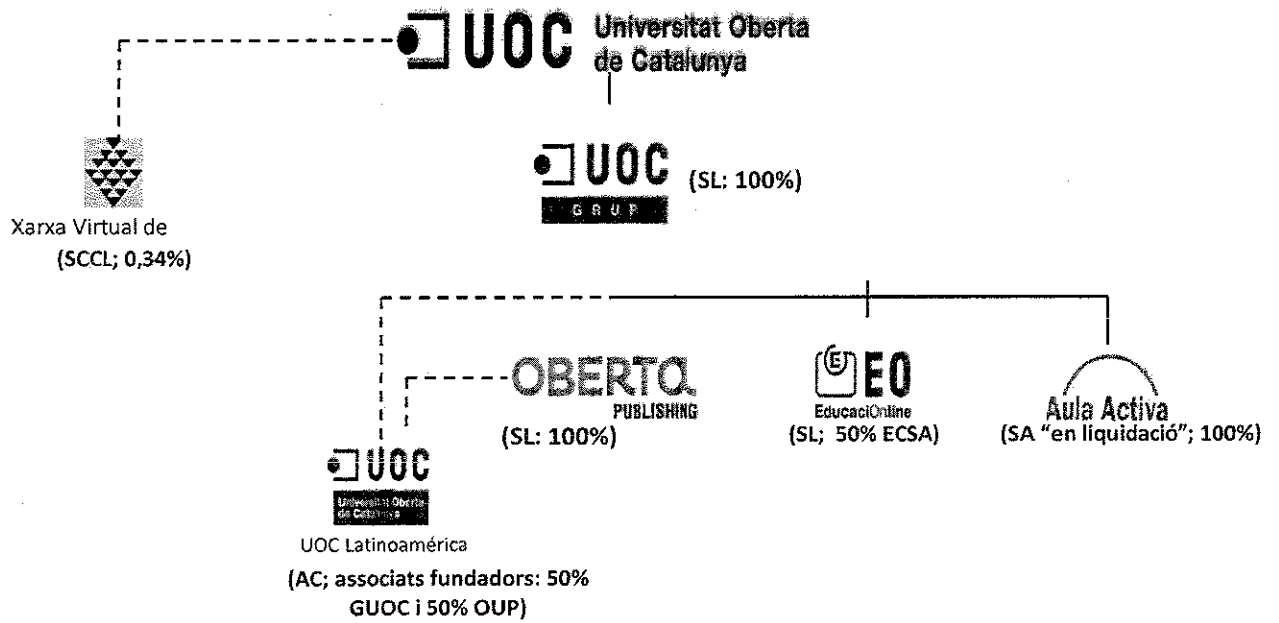 UOC Universitat Oberta
de Catalunya
UOC
GRUP
(SL: 100%)
Xarxa Virtual de
(SCCL; 0,34%)
OBERTA
PUBLISHING
(SL: 100%)
E EO
EducaciOnline
(SL; 50% ECSA)
Aula Activa
(SA "en liquidació"; 100%)
UOC
Universitat Oberta
de Catalunya
UOC Latinoamérica
(AC; associats fundadors: 50%
GUOC i 50% OUP)